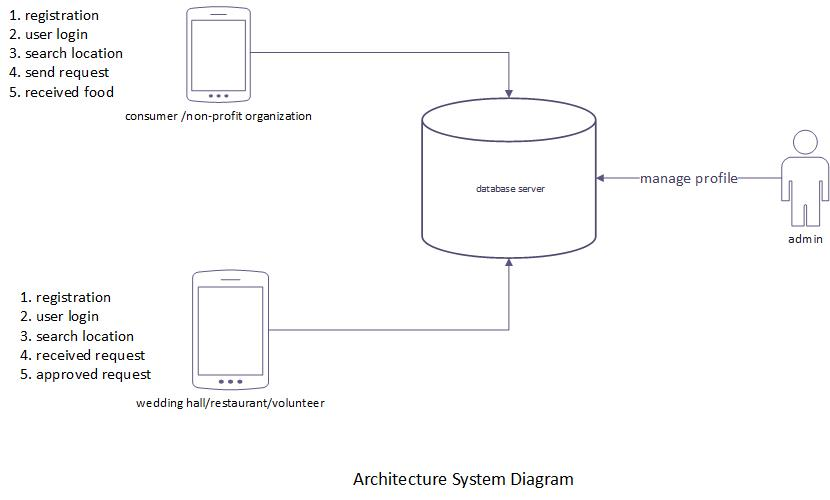 1. registration
2. user login
3. search location
4. send request
5. received food
consumer /non-profit organization
database server
manage profile
admin
1. registration
2. user login
3. search location
4. received request
5. approved request
wedding hall/restaurant/volunteer
Architecture System Diagram